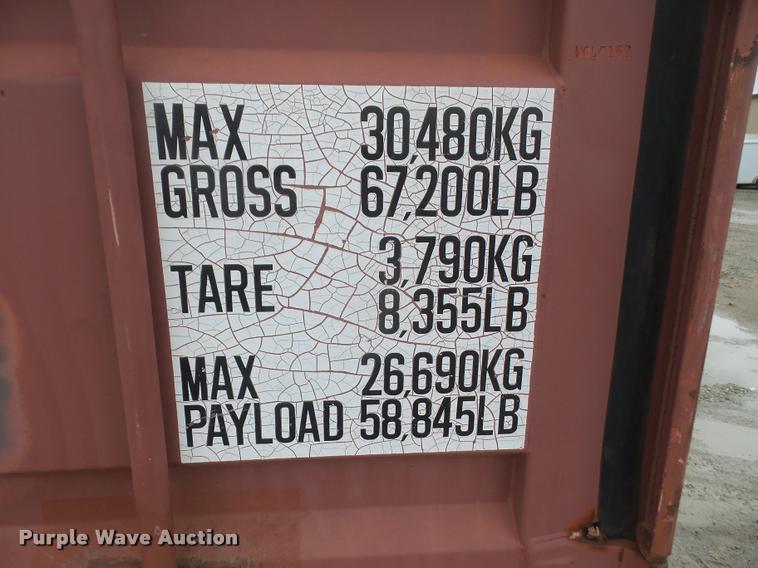 MAX 30,480KG
GROSS 67,200LB
TARE 3,790KG
8,355LB
MAX 26,690KG
PAYLOAD 58,845LB
Purple Wave Auction